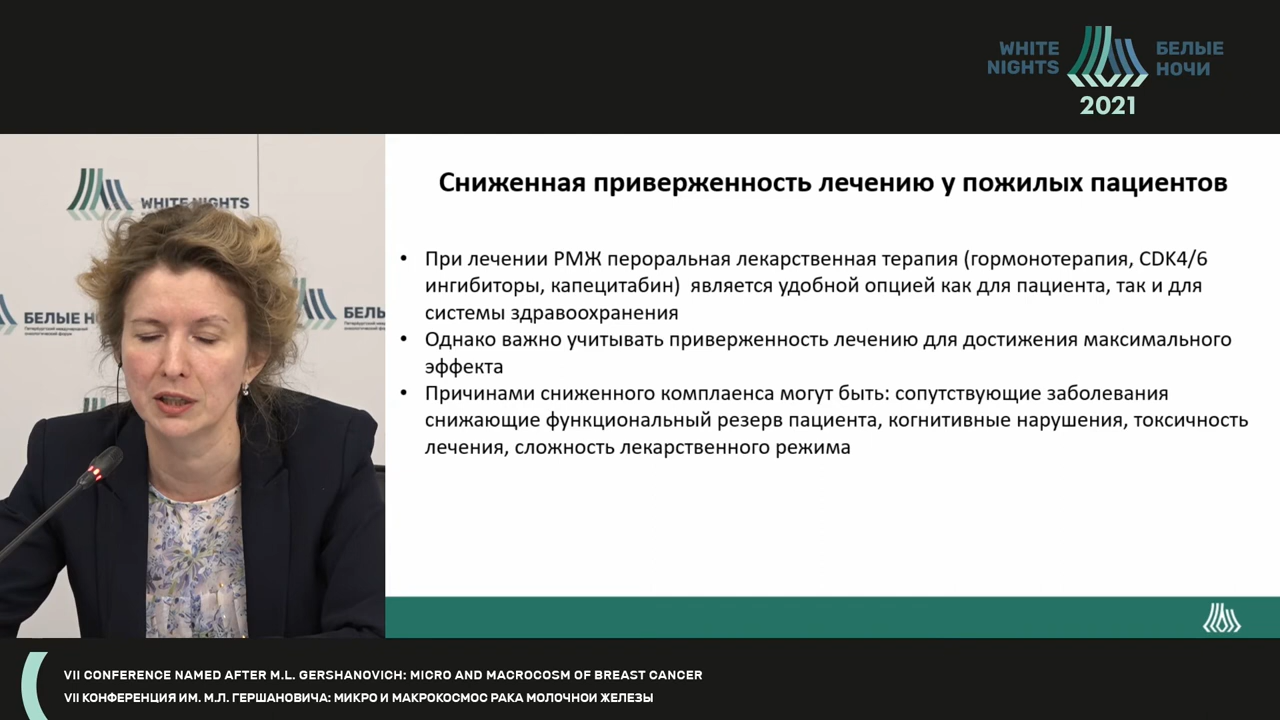 WHITE
NIGHTS
БЕЛЫЕ
НОЧИ
2021
WHITE NIGHTS
БЕЛЫЕ НО
БЕЛЫ
Сниженная приверженность лечению у пожилых пациентов
• При лечении РМЖ пероральная лекарственная терапия (гормонотерапия, CDK4/6
ингибиторы, капецитабин) является удобной опцией как для пациента, так и для
системы здравоохранения
• Однако важно учитывать приверженность лечению для достижения максимального
эффекта
• Причинами сниженного комплаенса могут быть: сопутствующие заболевания
снижающие функциональный резерв пациента, когнитивные нарушения, токсичность
лечения, сложность лекарственного режима
VII CONFERENCE NAMED AFTER M.L. GERSHANOVICH: MICRO AND MACROCOSM OF BREAST CANCER
VII КОНФЕРЕНЦИЯ ИМ. М.Л. ГЕРШАНОВИЧА: МИКРО И МАКРОКОСМОС РАКА МОЛОЧНОЙ ЖЕЛЕЗЫ